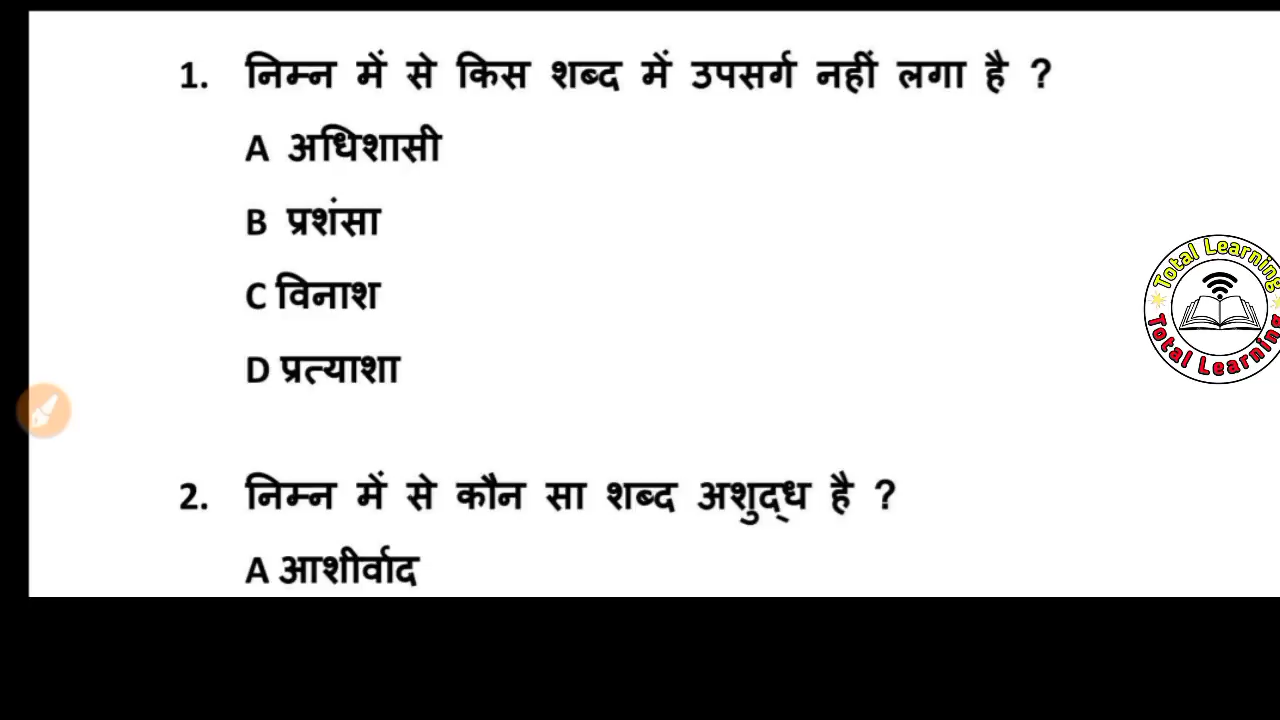 1. निम्न में से किस शब्द में उपसर्ग नहीं लगा है ?
A अधिशासी
B प्रशंसा
C विनाश
D प्रत्याशा
Total Learning
Total Learning
2. निम्न में से कौन सा शब्द अशुद्ध है ?
A आशीर्वाद